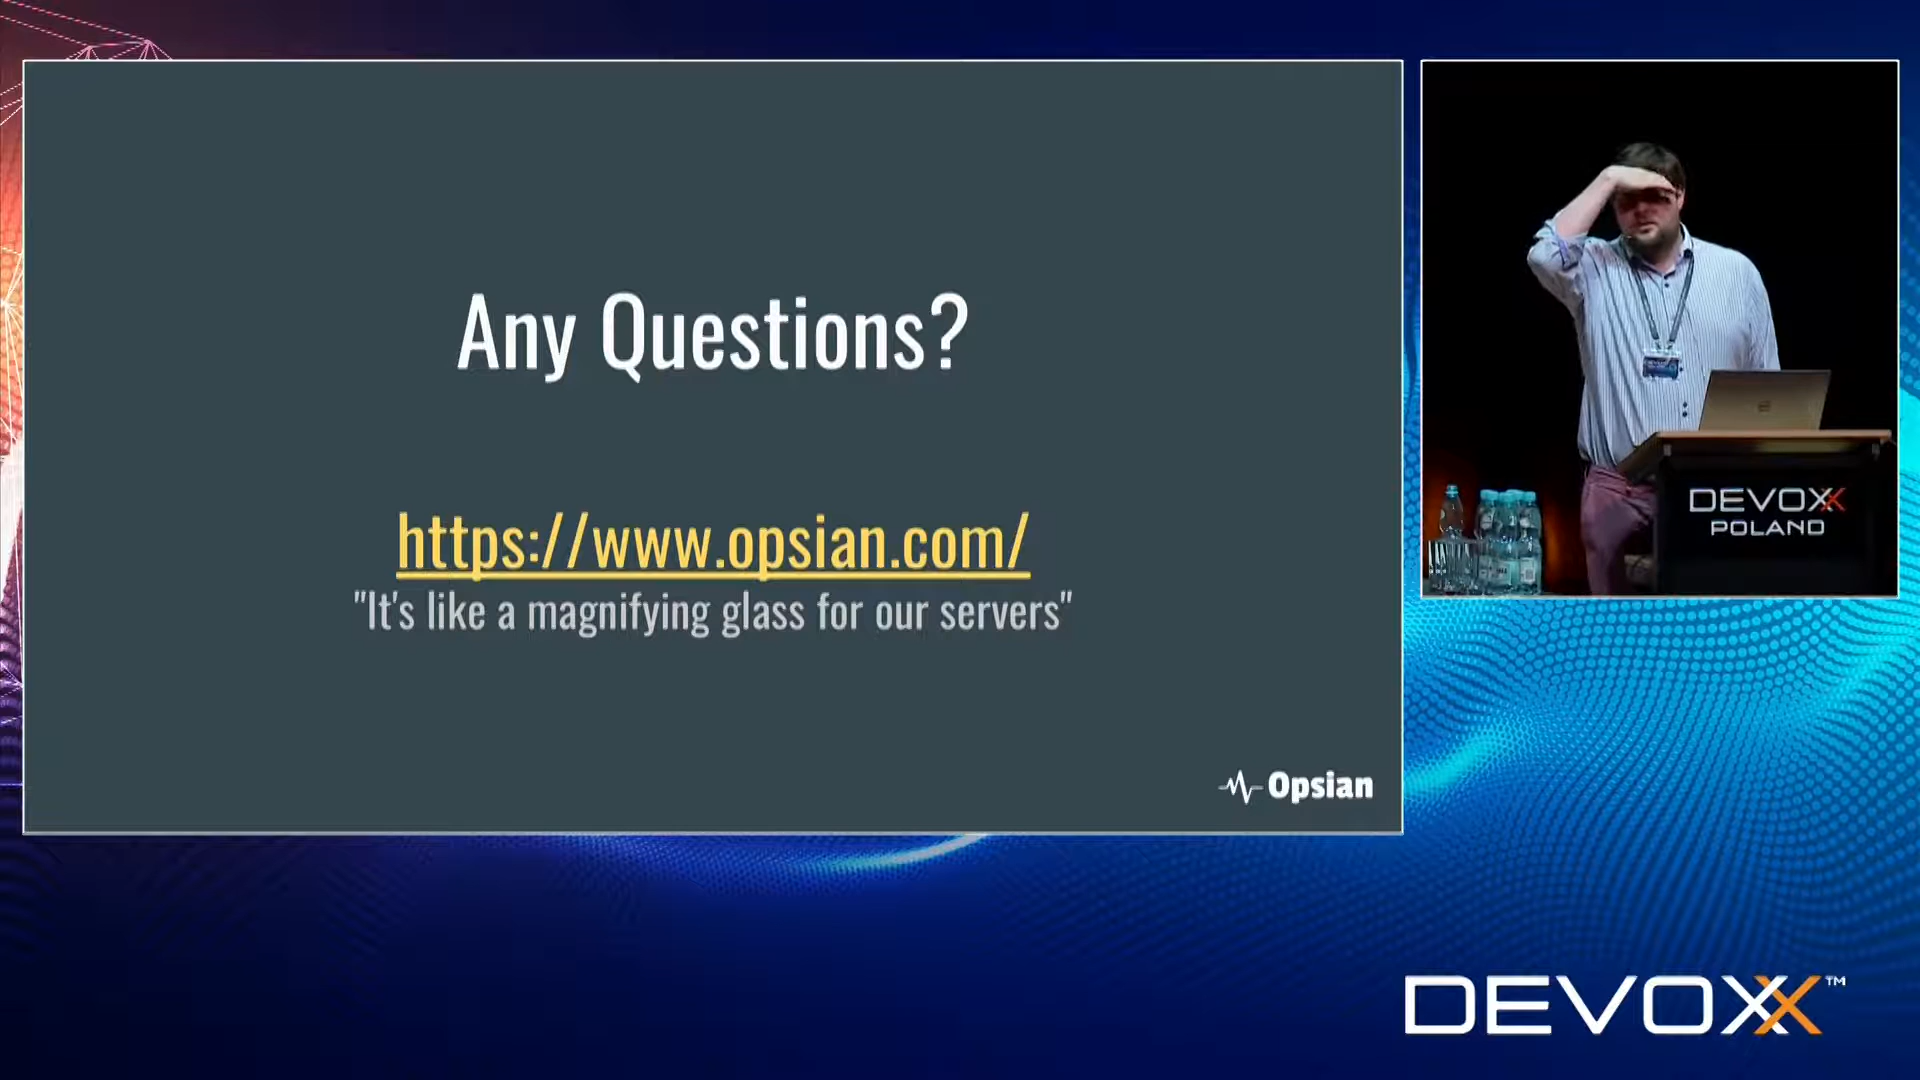 Any Questions?
https://www.opsian.com/
"It's like a magnifying glass for our servers"
Opsian
DEVOXX
POLAND
DEVOXX™